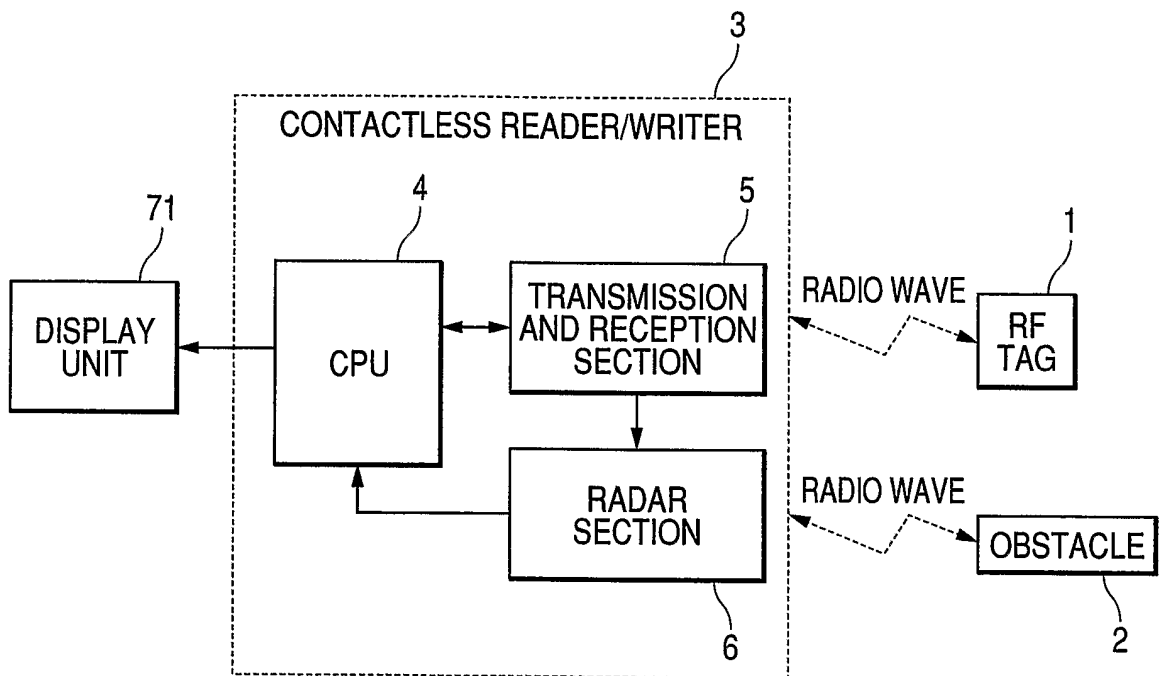 3
CONTACTLESS READER/WRITER
71
4
5
1
DISPLAY
UNIT
CPU
TRANSMISSION
AND RECEPTION
SECTION
RADIO WAVE
RF
TAG
RADAR
SECTION
RADIO WAVE
OBSTACLE
6
2